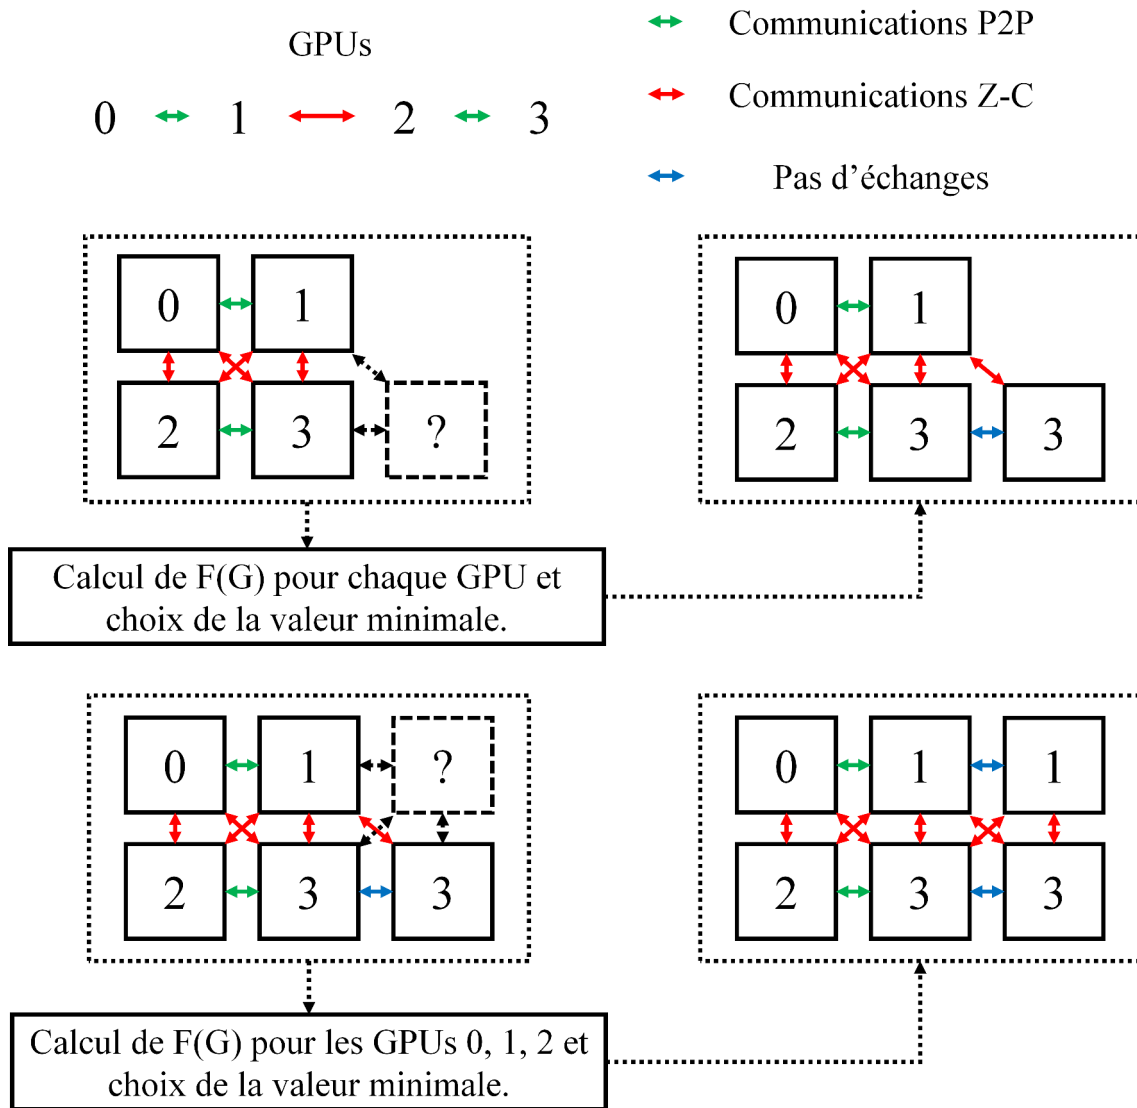 GPUs
0 1 2 3
Communications P2P
Communications Z-C
Pas d’échanges
0 1
2 3 ?
0 1
2 3 3
Calcul de F(G) pour chaque GPU et
choix de la valeur minimale.
0 1 ?
2 3 3
0 1 1
2 3 3
Calcul de F(G) pour les GPUs 0, 1, 2 et
choix de la valeur minimale.